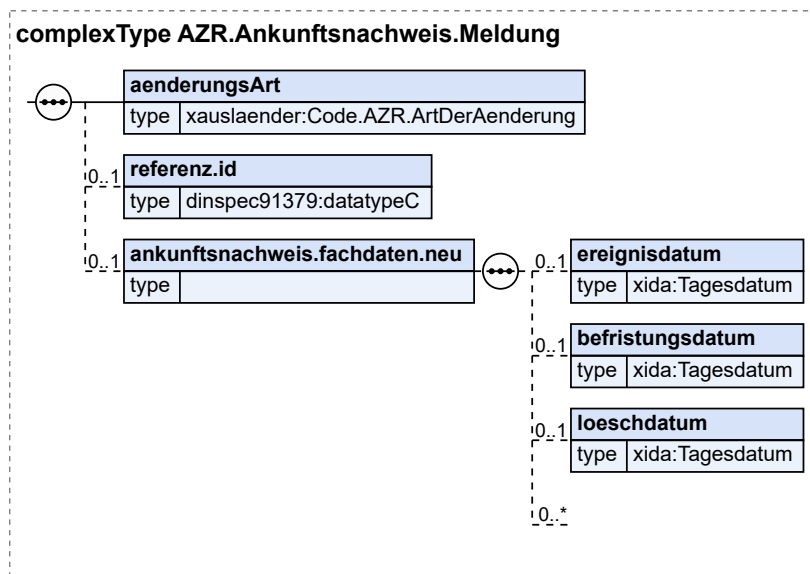 complexType AZR.Ankunftsnachweis.Meldung
aenderungsArt
type xauslaender:Code.AZR.ArtDerAenderung
0..1 referenz.id
type dinspec91379:datatypeC
0..1 ankunftsnachweis.fachdaten.neu
type
0..1 ereignisdatum
type xida:Tagesdatum
0..1 befristungsdatum
type xida:Tagesdatum
0..1 loeschdatum
type xida:Tagesdatum
0..*